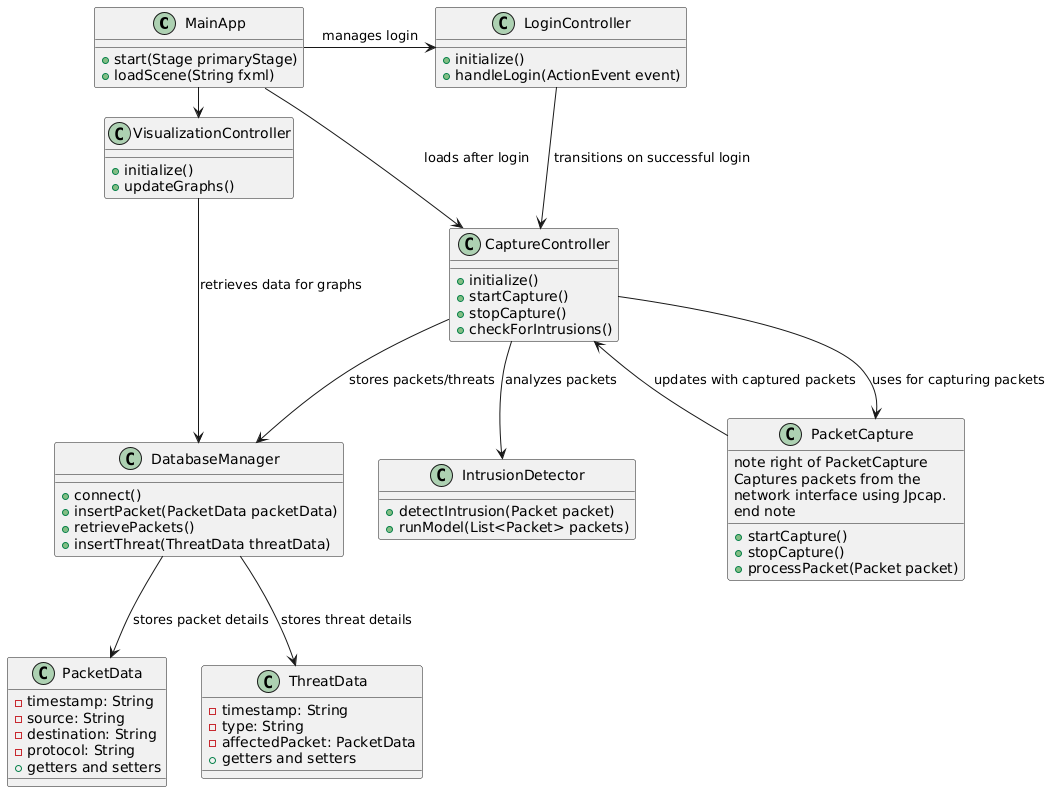 C MainApp
start(Stage primaryStage)
loadScene(String fxml)
manages login
C LoginController
initialize()
handleLogin(ActionEvent event)
C VisualizationController
initialize()
updateGraphs()
loads after login
transitions on successful login
C CaptureController
initialize()
startCapture()
stopCapture()
checkForIntrusions()
retrieves data for graphs
stores packets/threats
analyzes packets
updates with captured packets
uses for capturing packets
C DatabaseManager
connect()
insertPacket(PacketData packetData)
retrievePackets()
insertThreat(ThreatData threatData)
C IntrusionDetector
detectIntrusion(Packet packet)
runModel(List<Packet> packets)
C PacketCapture
note right of PacketCapture
Captures packets from the
network interface using Jpcap.
end note
startCapture()
stopCapture()
processPacket(Packet packet)
stores packet details
stores threat details
C PacketData
timestamp: String
source: String
destination: String
protocol: String
getters and setters
C ThreatData
timestamp: String
type: String
affectedPacket: PacketData
getters and setters